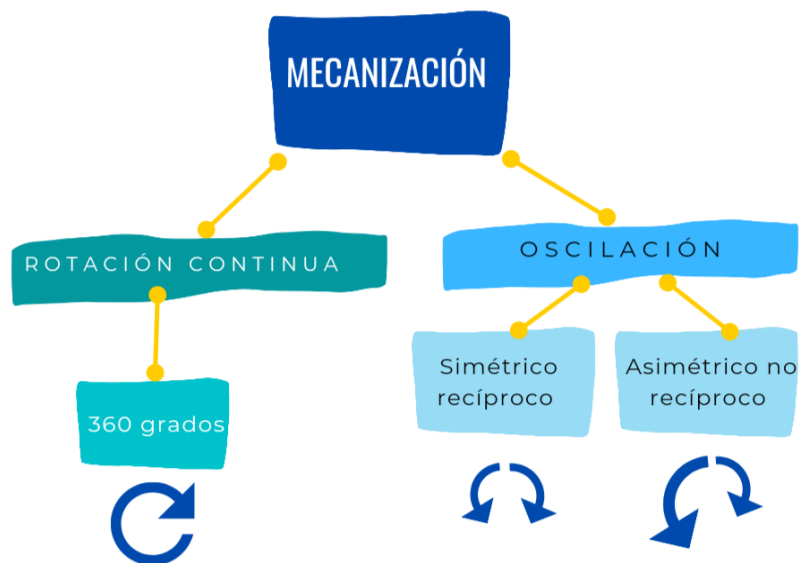 MECANIZACIÓN
ROTACIÓN CONTINUA
OSCILACIÓN
360 grados
Simétrico
recíproco
Asimétrico no
recíproco